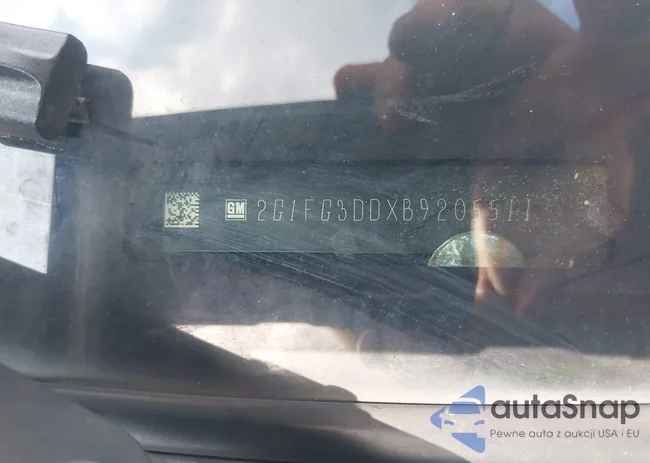 GM 2G1FG3DDXB9205511
autaSnap
Pewne auta z aukcji USA i EU